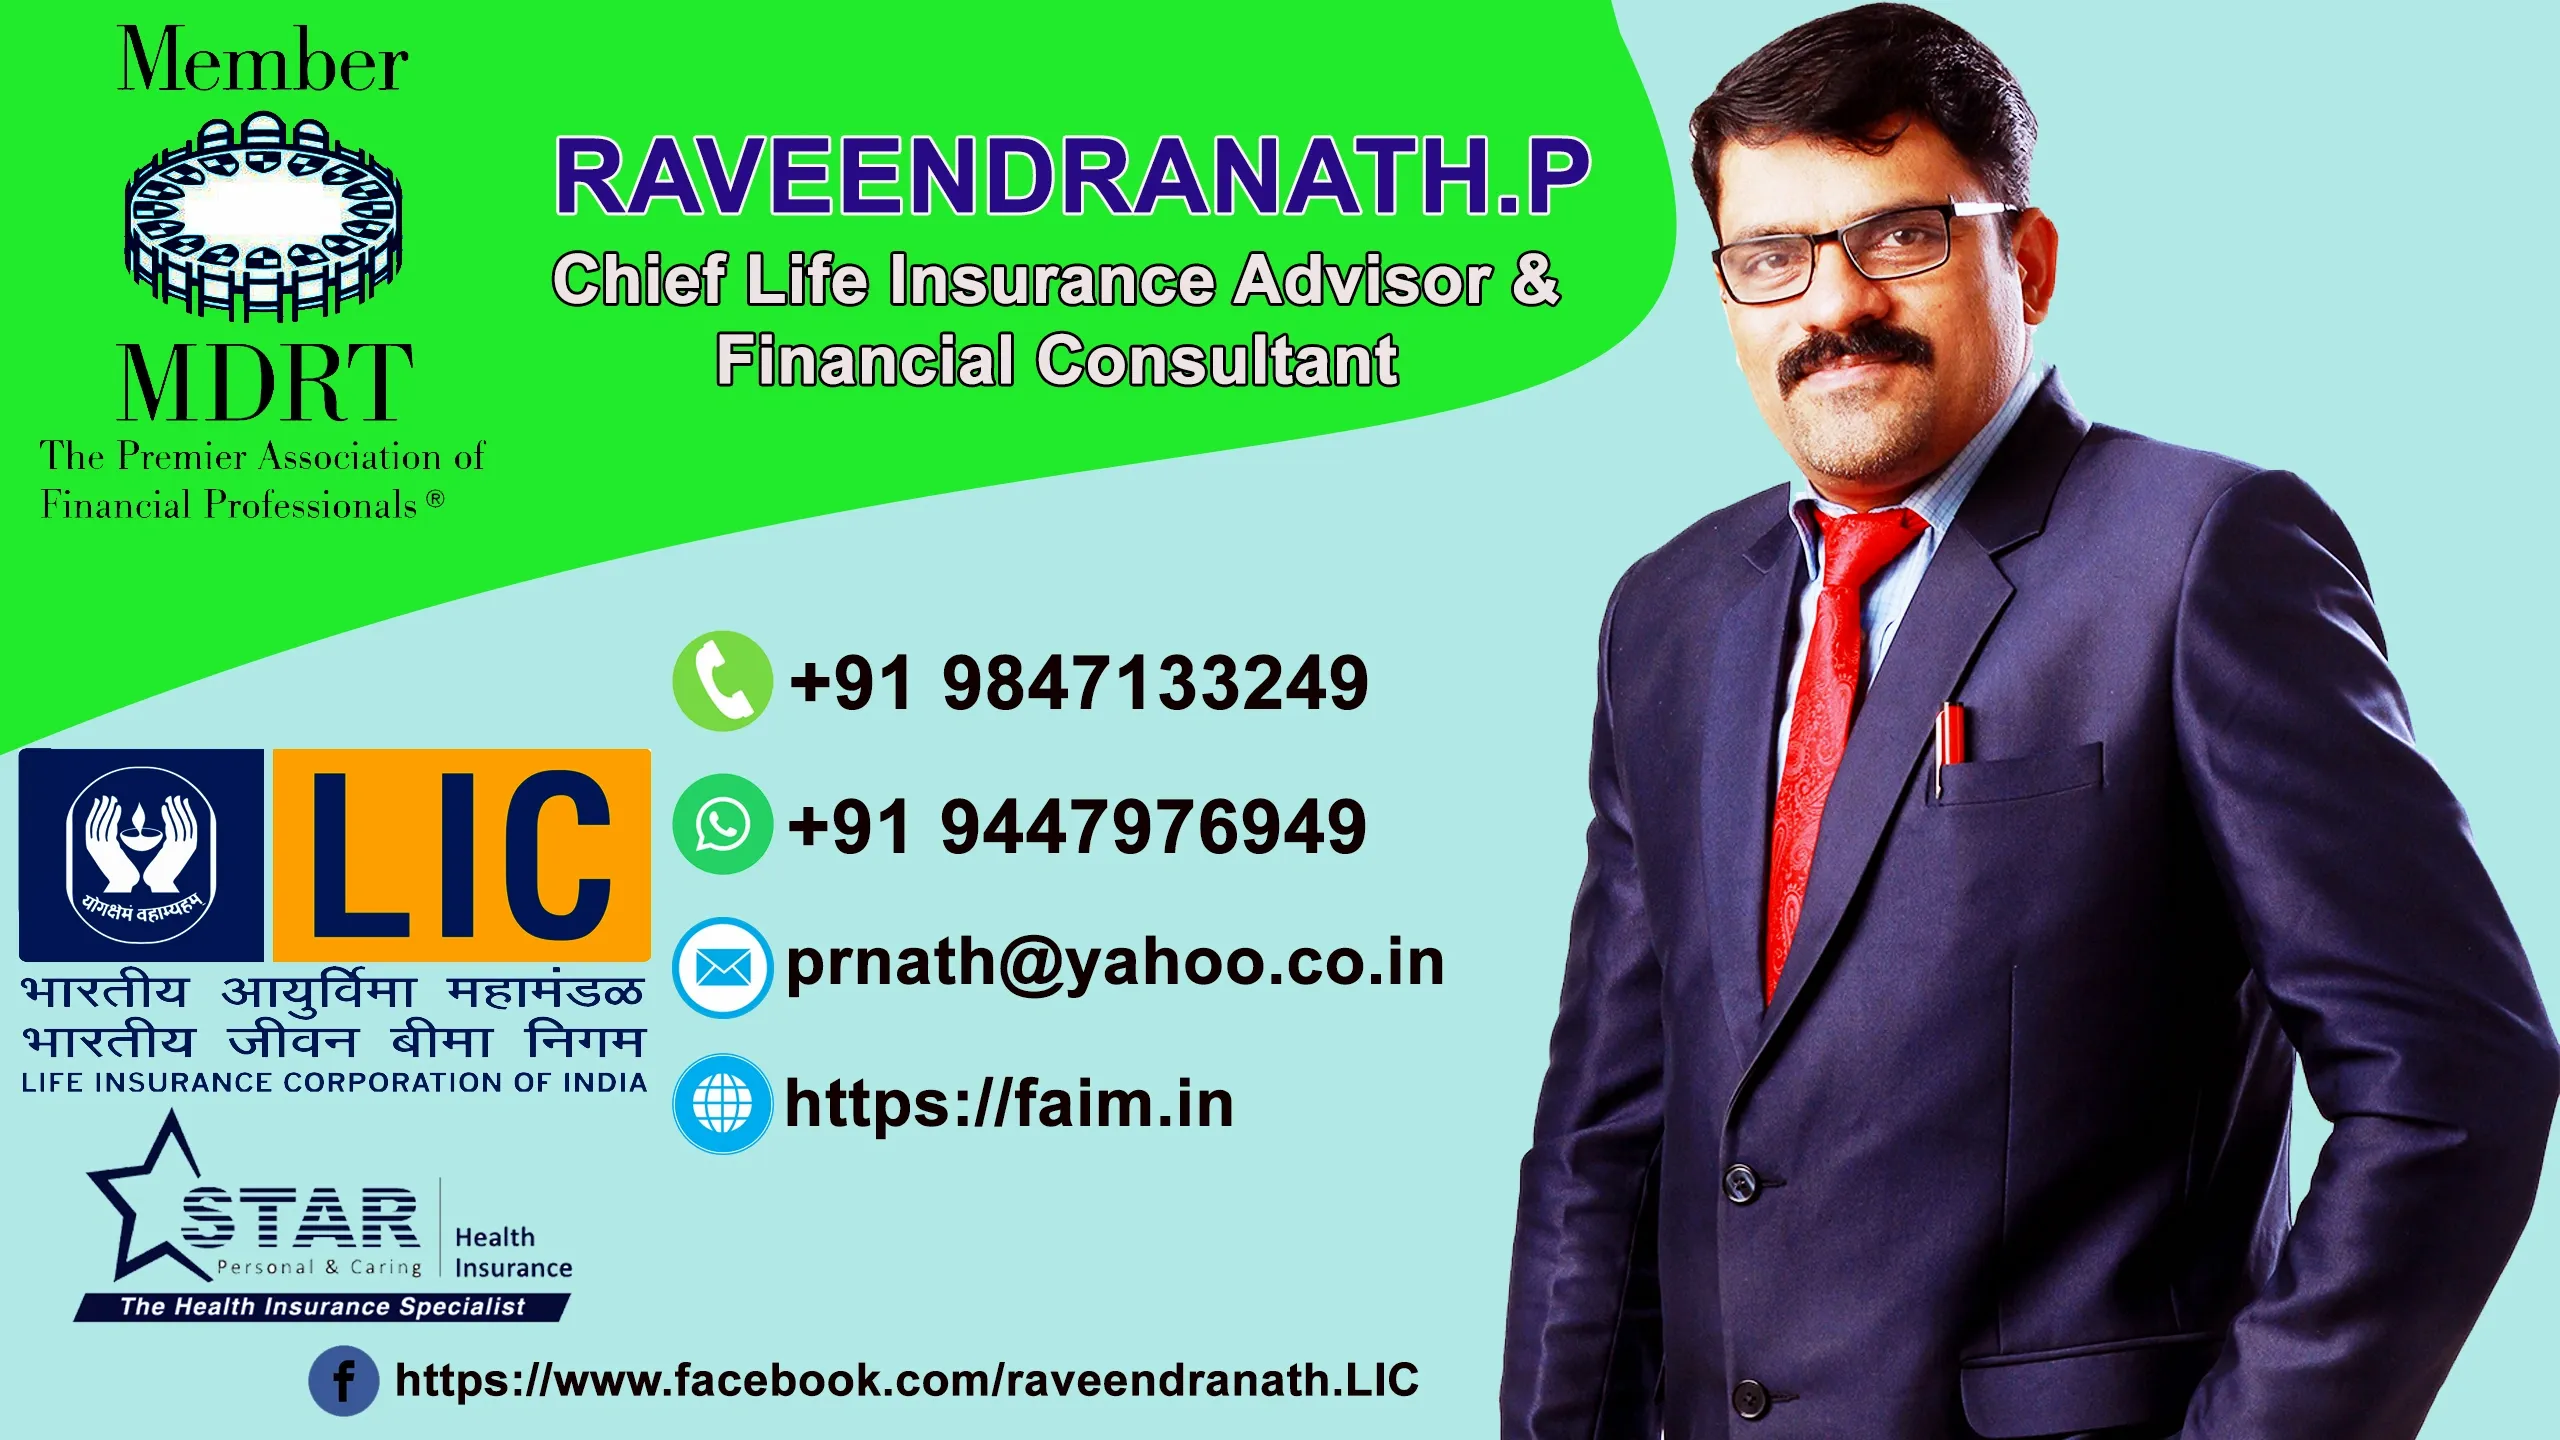 Member
MDRT
The Premier Association of
Financial Professionals ®
RAVEENDRANATH.P
Chief Life Insurance Advisor &
Financial Consultant
+91 9847133249
+91 9447976949
prnath@yahoo.co.in
https://faim.in
योगक्षेमं वहाम्यहम्
LIC
भारतीय आयुर्विमा महामंडळ
भारतीय जीवन बीमा निगम
LIFE INSURANCE CORPORATION OF INDIA
STAR
Personal & Caring
Health
Insurance
The Health Insurance Specialist
f
https://www.facebook.com/raveendranath.LIC